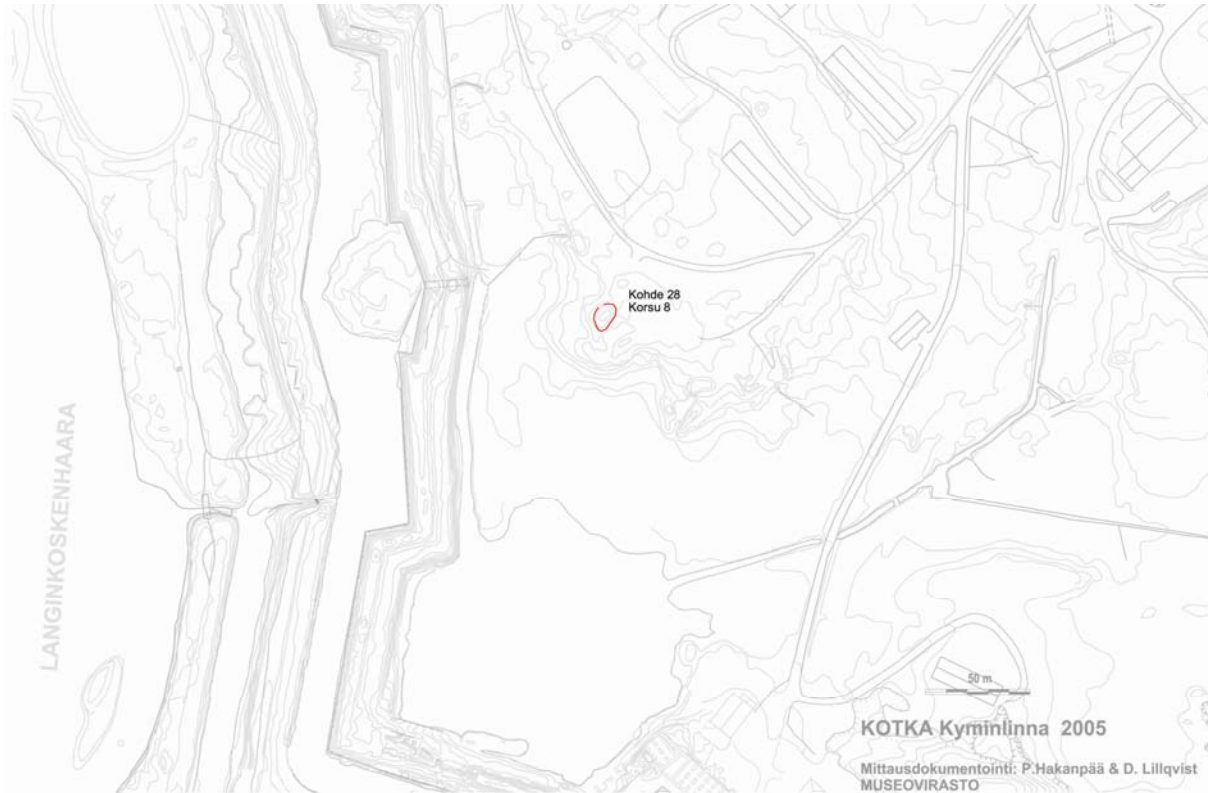 Kohde 28
Korsu 8
LANGINKOSKENHAARA
50 m
KOTKA Kyminlinna 2005
Mittausdokumentointi: P.Hakanpää & D. Lillqvist
MUSEOVIRASTO